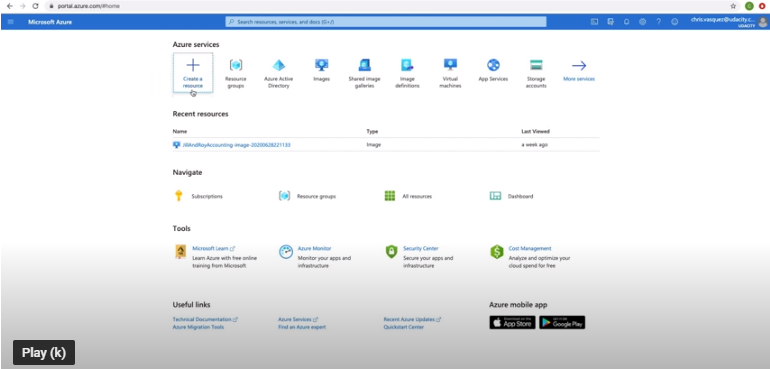 portal.azure.com/#home
Microsoft Azure
Search resources, services, and docs (G+/)
chris.vasquez@udacity.c...
UDACITY
Azure services
Create a resource
Resource groups
Azure Active Directory
Images
Shared image galleries
Image definitions
Virtual machines
App Services
Storage accounts
More services
Recent resources
Name Type Last Viewed
JillAndRoyAccounting-image-20200628221133 Image a week ago
Navigate
Subscriptions Resource groups All resources Dashboard
Tools
Microsoft Learn
Learn Azure with free online
training from Microsoft
Azure Monitor
Monitor your apps and
infrastructure
Security Center
Secure your apps and
infrastructure
Cost Management
Analyze and optimize your
cloud spend for free
Useful links
Technical Documentation
Azure Migration Tools
Azure Services
Find an Azure expert
Recent Azure Updates
Quickstart Center
Azure mobile app
Download on the
App Store
Google Play
Play (k)